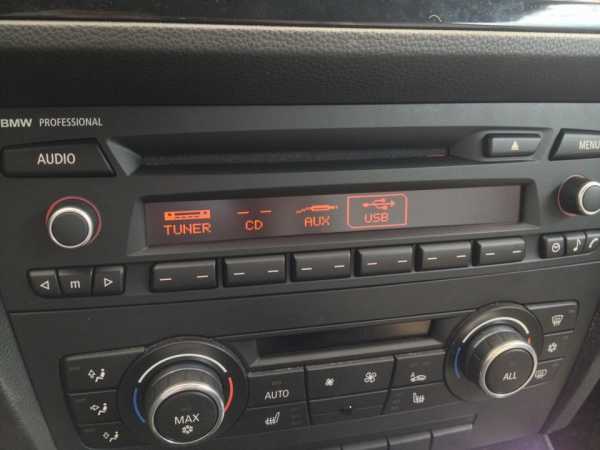 BMW PROFESSIONAL
AUDIO
MENU
TUNER
CD
AUX
USB
m
AUTO
MAX
ALL